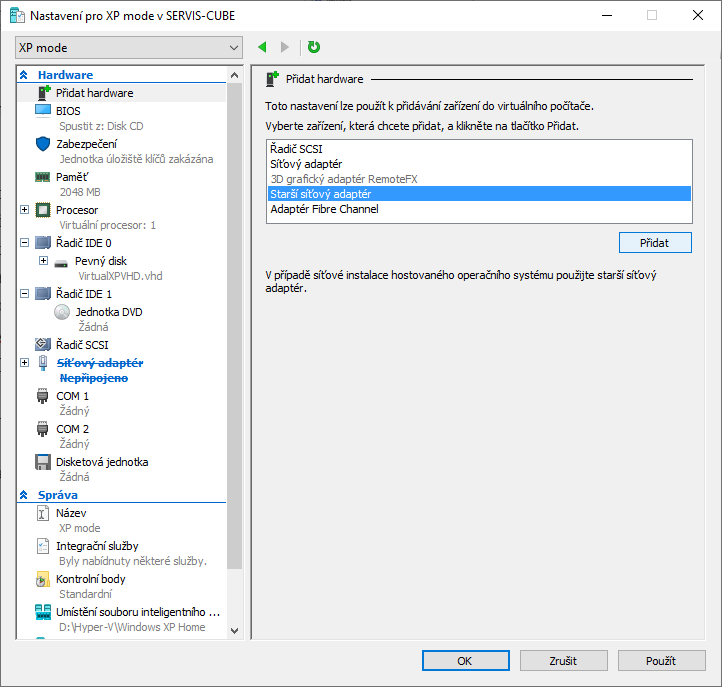 Nastavení pro XP mode v SERVIS-CUBE
XP mode
Hardware
Přidat hardware
BIOS
Spustit z: Disk CD
Zabezpečení
Jednotka úložiště klíčů zakázána
Paměť
2048 MB
Procesor
Virtuální procesor: 1
Řadič IDE 0
Pevný disk
VirtualXPVHD.vhd
Řadič IDE 1
Jednotka DVD
Žádná
Řadič SCSI
Síťový adaptér
Nepřipojeno
COM 1
Žádný
COM 2
Žádný
Disketová jednotka
Žádná
Správa
Název
XP mode
Integrační služby
Byly nabídnuty některé služby.
Kontrolní body
Standardní
Umístění souboru inteligentního ...
D:\Hyper-V\Windows XP Home
Přidat hardware
Toto nastavení lze použít k přidávání zařízení do virtuálního počítače.
Vyberte zařízení, která chcete přidat, a klikněte na tlačítko Přidat.
Řadič SCSI
Síťový adaptér
3D grafický adaptér RemoteFX
Starší síťový adaptér
Adaptér Fibre Channel
Přidat
V případě síťové instalace hostovaného operačního systému použijte starší síťový
adaptér.
OK
Zrušit
Použít